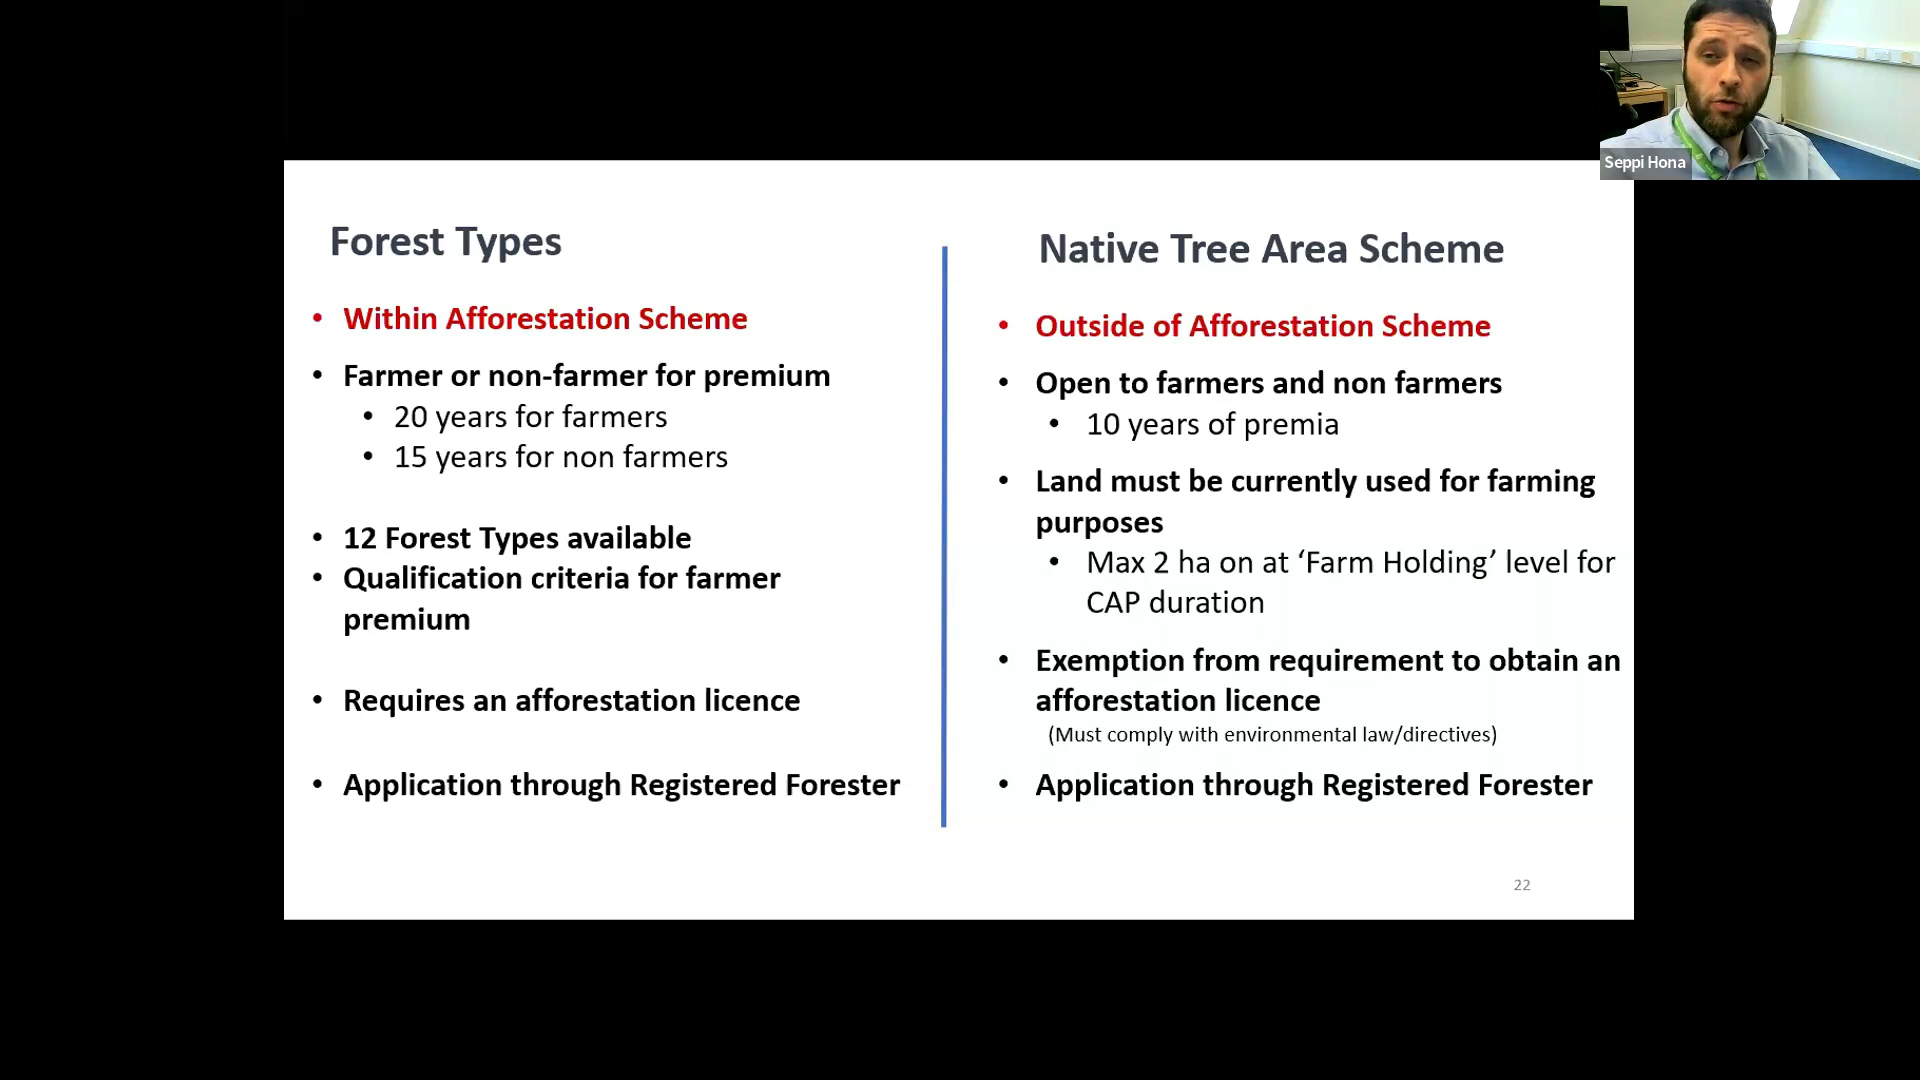 Seppi Hona
Forest Types
• Within Afforestation Scheme
• Farmer or non-farmer for premium
• 20 years for farmers
• 15 years for non farmers
• 12 Forest Types available
• Qualification criteria for farmer
premium
• Requires an afforestation licence
• Application through Registered Forester
Native Tree Area Scheme
• Outside of Afforestation Scheme
• Open to farmers and non farmers
• 10 years of premia
• Land must be currently used for farming
purposes
• Max 2 ha on at ‘Farm Holding’ level for
CAP duration
• Exemption from requirement to obtain an
afforestation licence
(Must comply with environmental law/directives)
• Application through Registered Forester
22